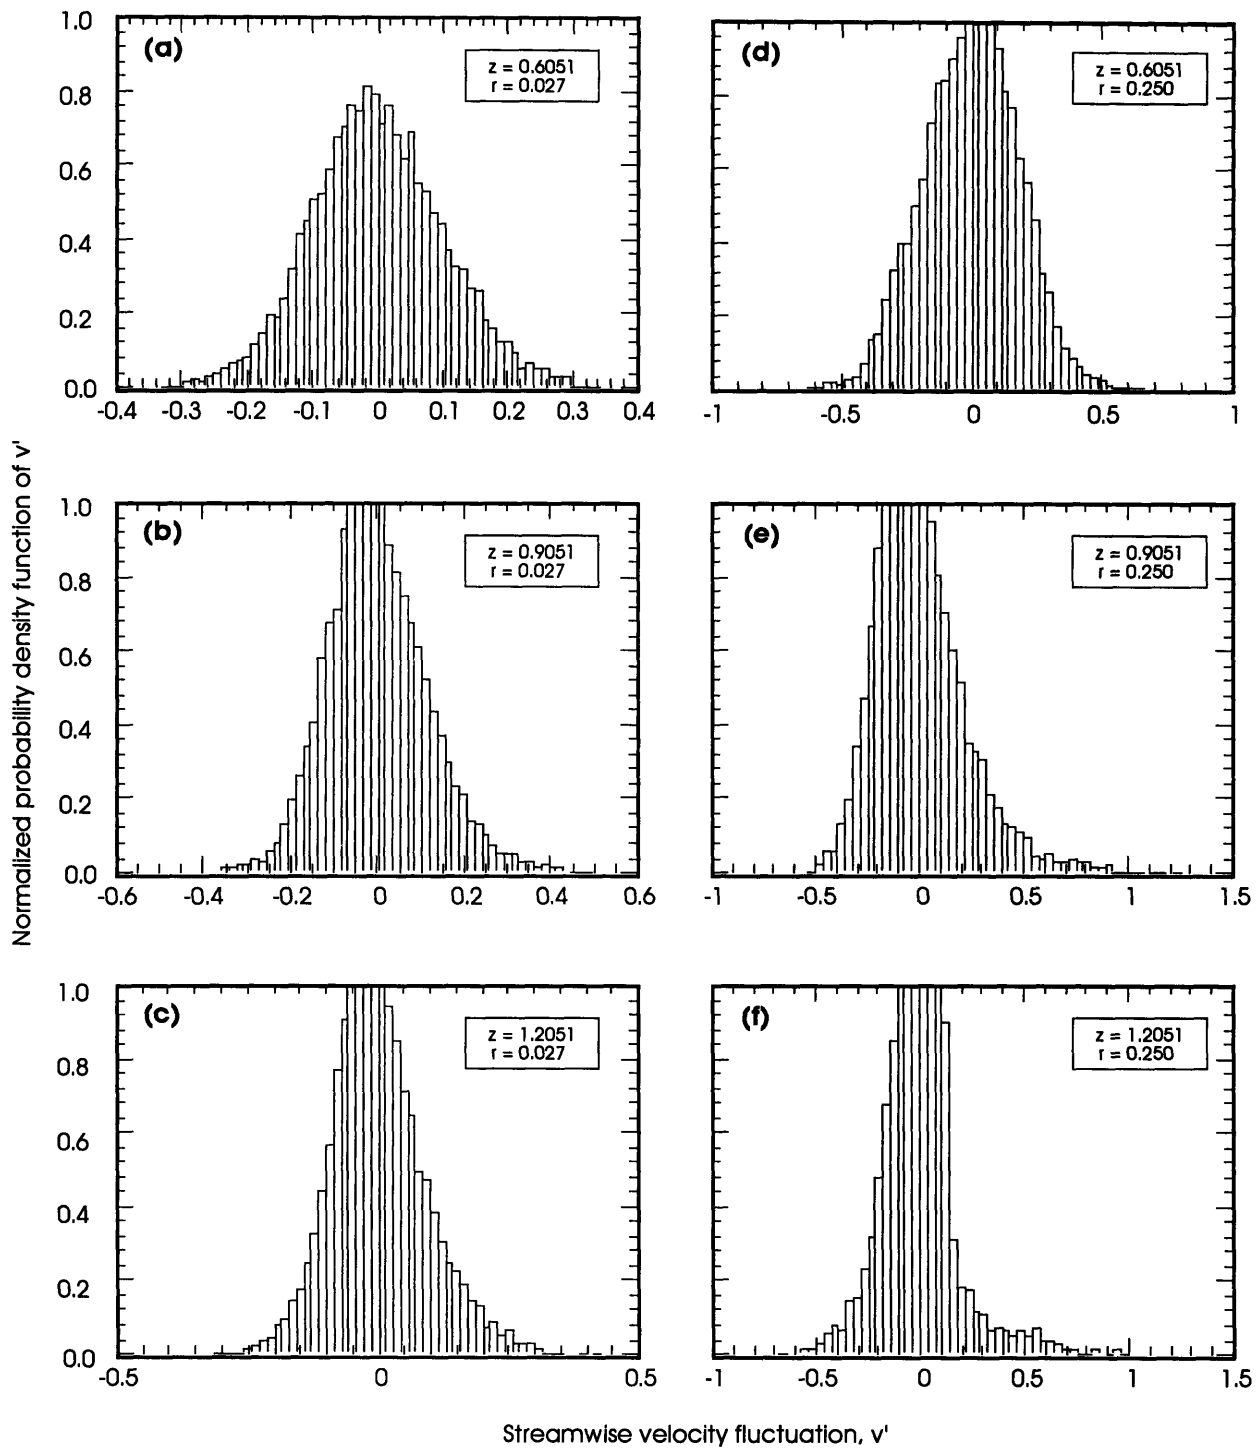 Normalized probability density function of v'
(a)
z = 0.6051
r = 0.027
1.0
0.8
0.6
0.4
0.2
0.0
-0.4 -0.3 -0.2 -0.1 0 0.1 0.2 0.3 0.4
(d)
z = 0.6051
r = 0.250
-1 -0.5 0 0.5 1
(b)
z = 0.9051
r = 0.027
1.0
0.8
0.6
0.4
0.2
0.0
-0.6 -0.4 -0.2 0 0.2 0.4 0.6
(e)
z = 0.9051
r = 0.250
-1 -0.5 0 0.5 1 1.5
(c)
z = 1.2051
r = 0.027
1.0
0.8
0.6
0.4
0.2
0.0
-0.5 0 0.5
(f)
z = 1.2051
r = 0.250
-1 -0.5 0 0.5 1 1.5
Streamwise velocity fluctuation, v'